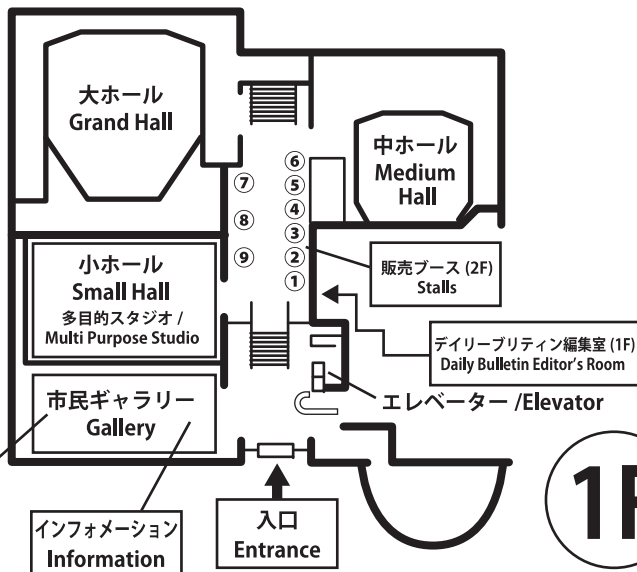 大ホール
Grand Hall
中ホール
Medium
Hall
⑥
⑤
④
③
②
①
⑦
⑧
⑨
小ホール
Small Hall
多目的スタジオ /
Multi Purpose Studio
販売ブース (2F)
Stalls
デイリーブリティン編集室 (1F)
Daily Bulletin Editor's Room
市民ギャラリー
Gallery
エレベーター /Elevator
インフォメーション
Information
入口
Entrance
1F